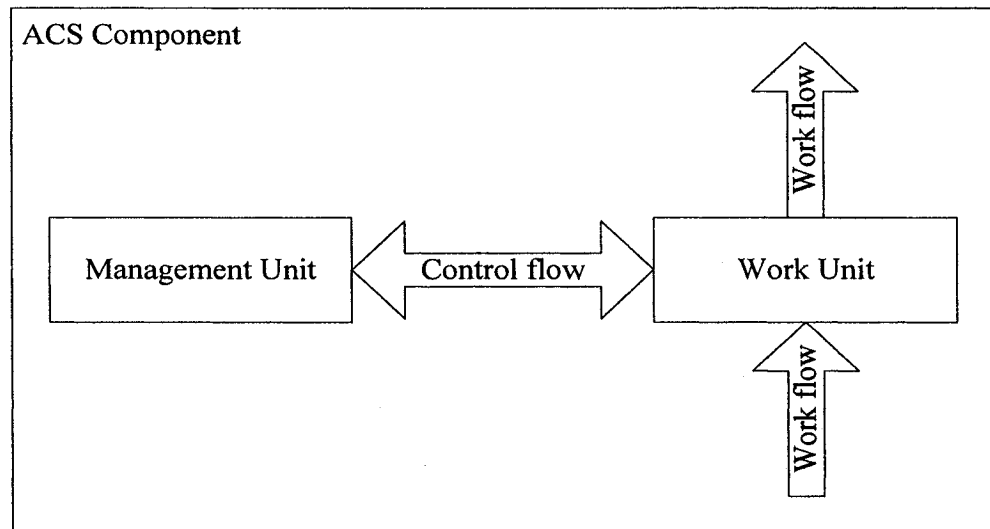 ACS Component
Work flow
Management Unit
Control flow
Work Unit
Work flow